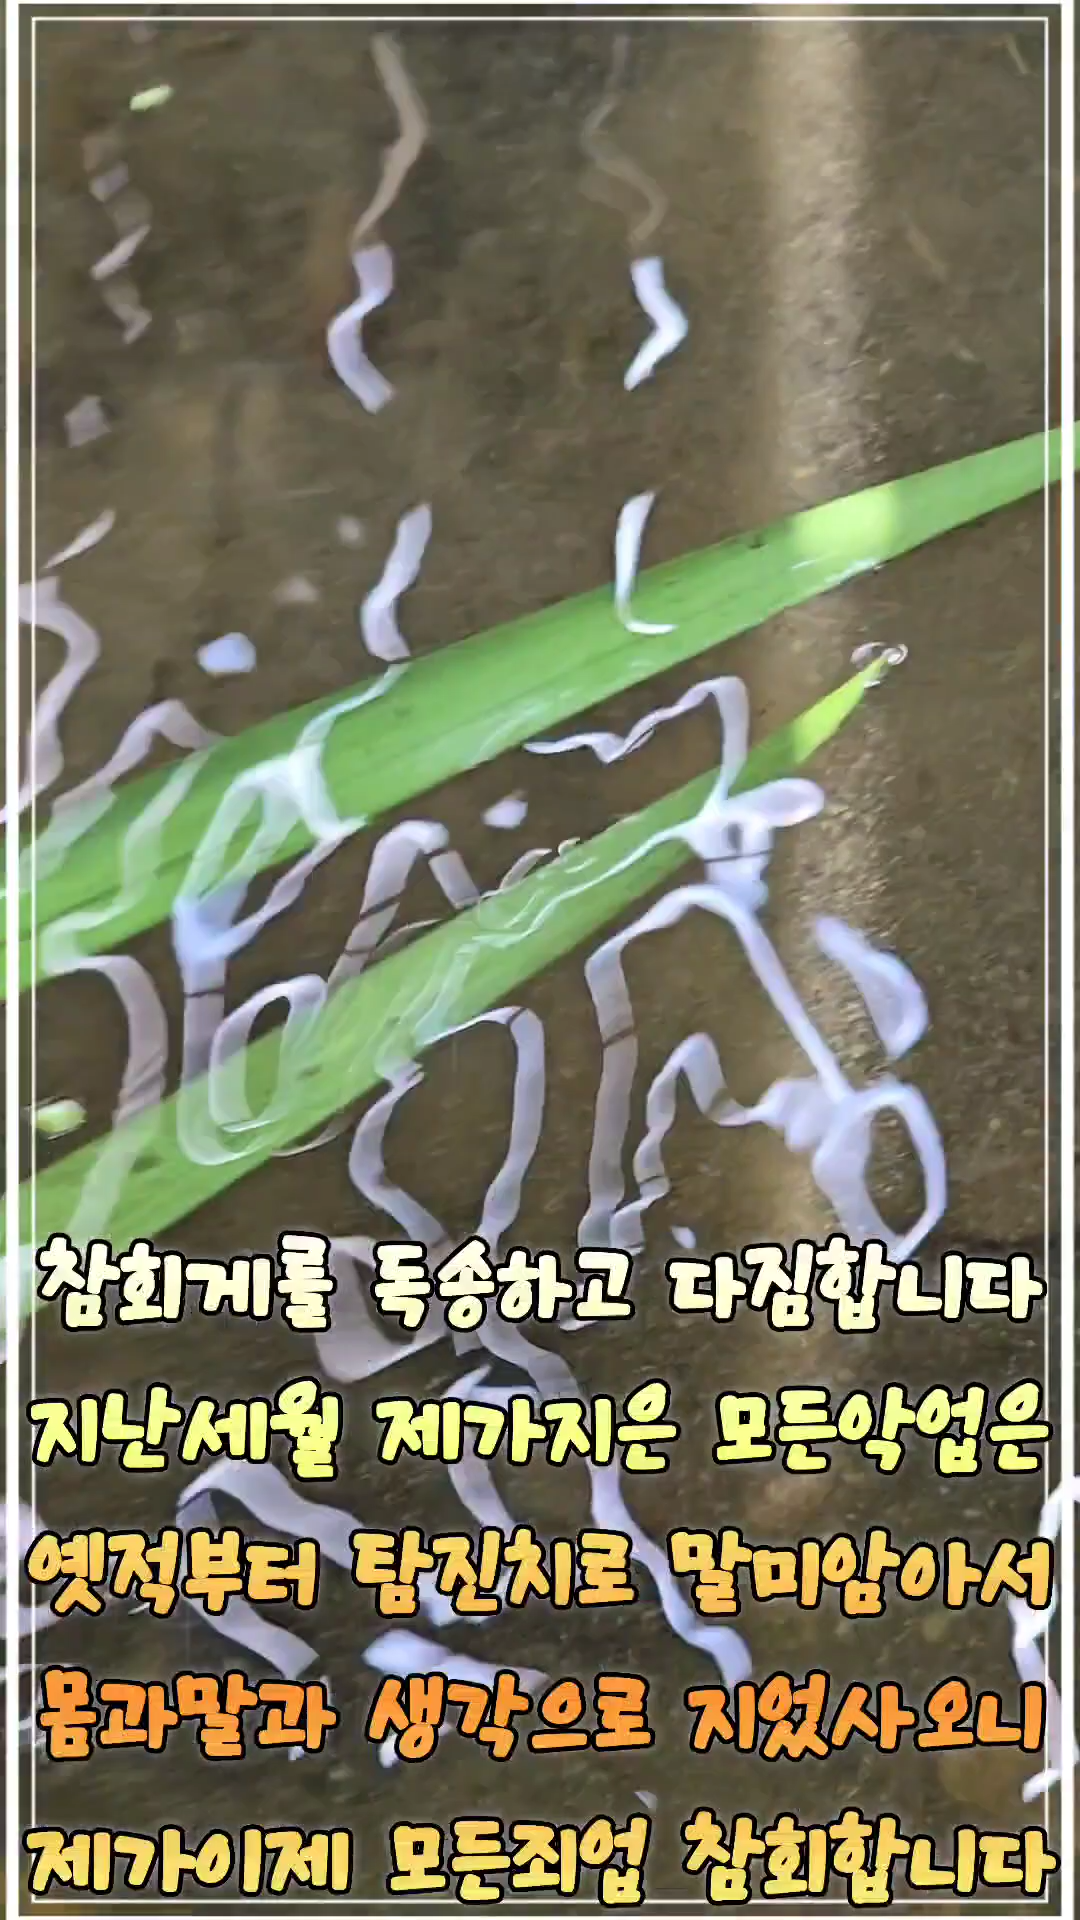 참회게를 독송하고 다짐합니다
지난세월 제가지은 모든악업은
옛적부터 탐진치로 말미암아서
몸과말과 생각으로 지었사오니
제가이제 모든죄업 참회합니다